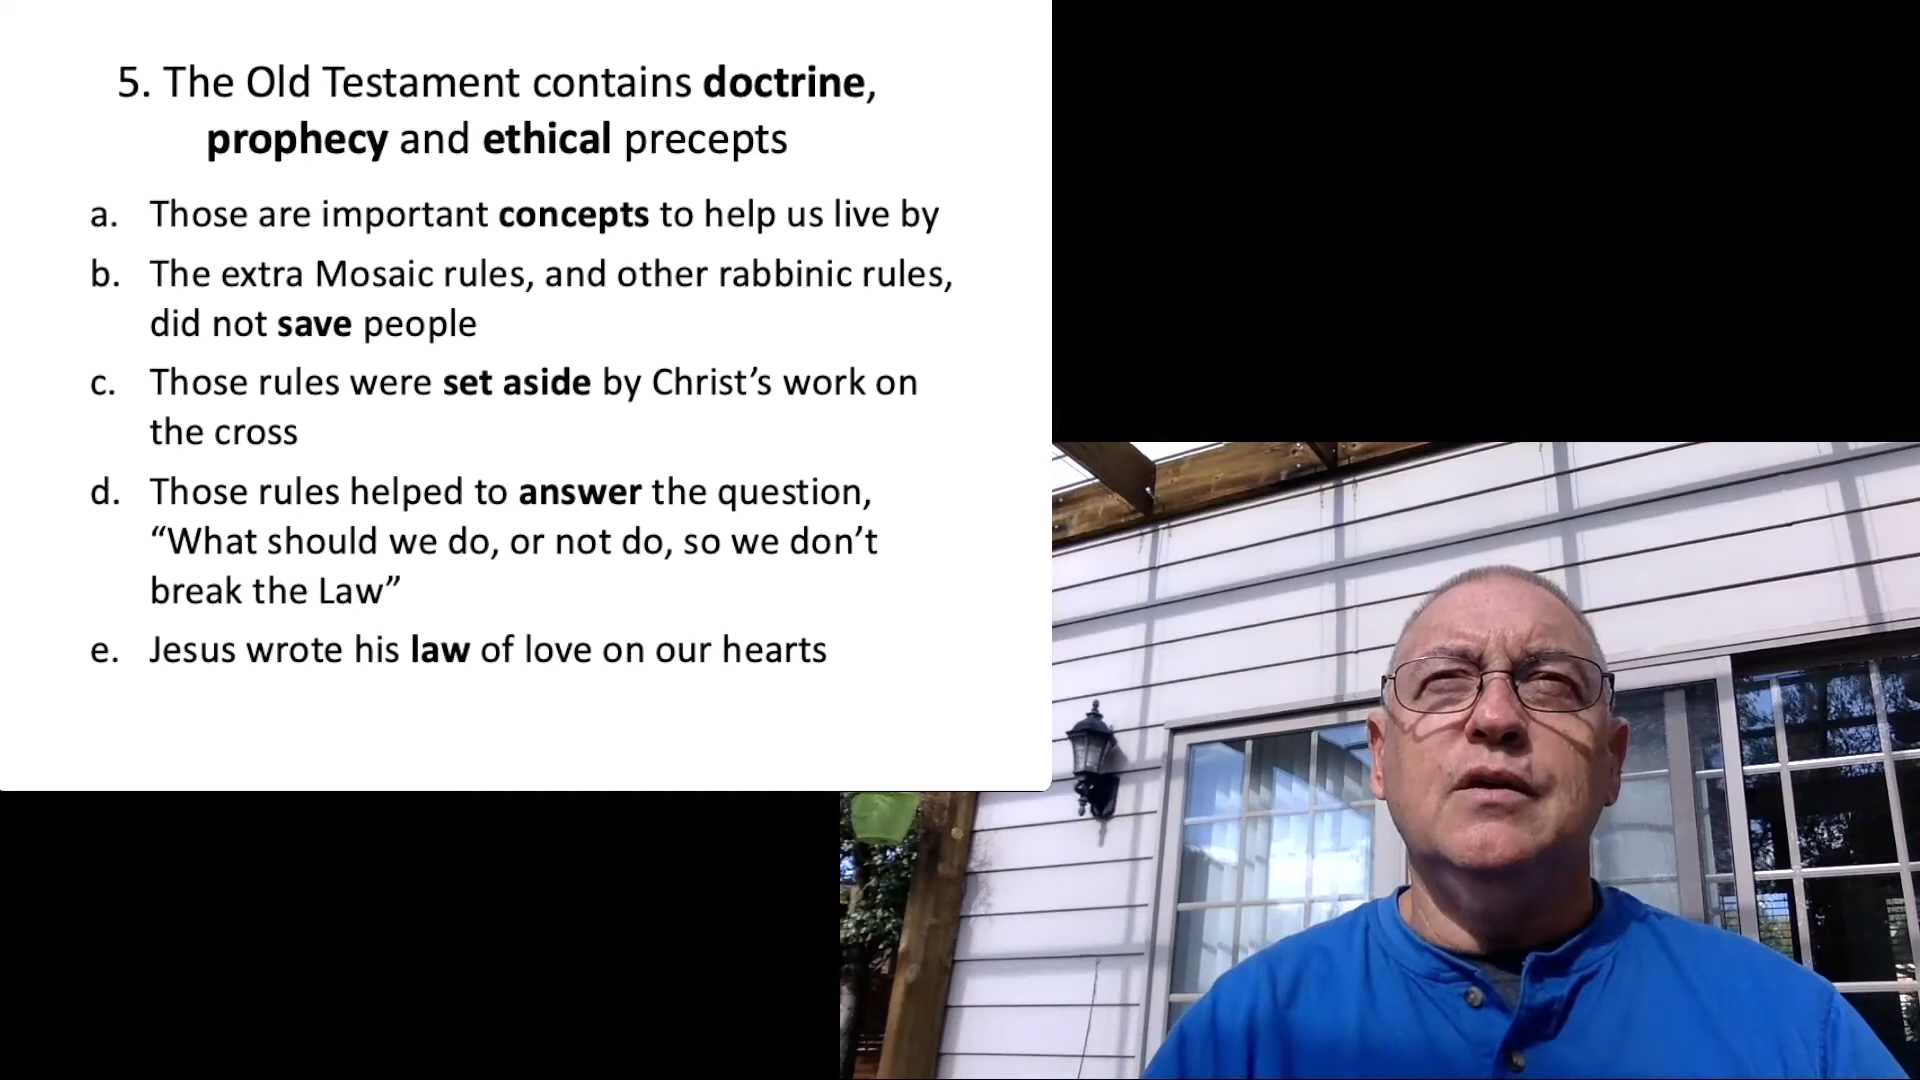 5. The Old Testament contains doctrine,
prophecy and ethical precepts
a. Those are important concepts to help us live by
b. The extra Mosaic rules, and other rabbinic rules,
did not save people
c. Those rules were set aside by Christ’s work on
the cross
d. Those rules helped to answer the question,
“What should we do, or not do, so we don’t
break the Law”
e. Jesus wrote his law of love on our hearts